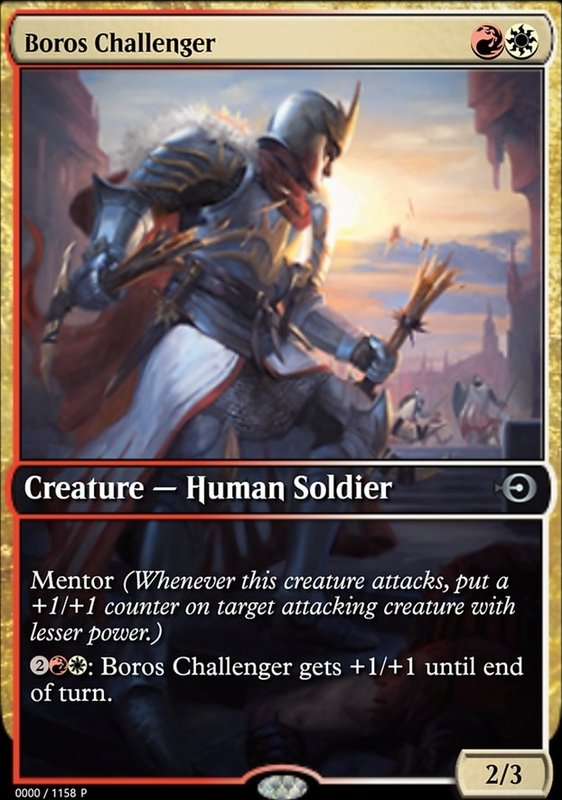 Boros Challenger
Creature — Human Soldier
Mentor (Whenever this creature attacks, put a
+1/+1 counter on target attacking creature with
lesser power.)
2: Boros Challenger gets +1/+1 until end
of turn.
2/3
0000 / 1158 P